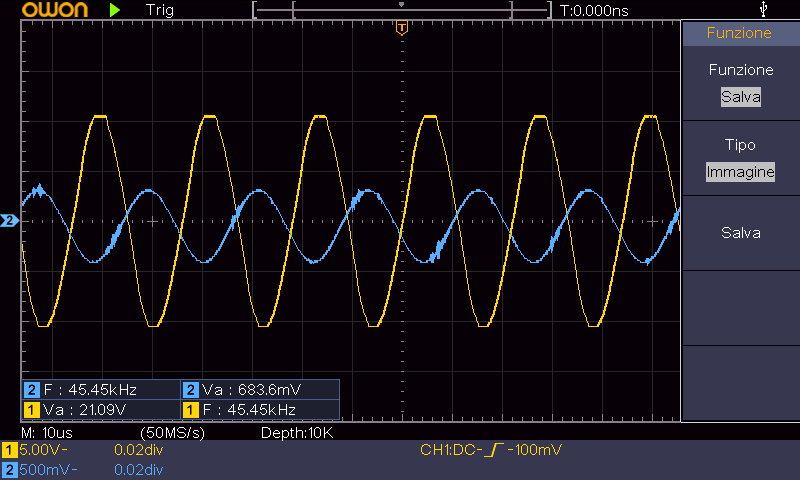 owon Trig T:0.000ns
T
Funzione
Funzione
Salva
Tipo
Immagine
2
Salva
2 F : 45.45kHz 2 Va : 683.6mV
1 Va : 21.09V 1 F : 45.45kHz
M: 10us (50MS/s) Depth:10K
1 5.00V- 0.02div CH1:DC- -100mV
2 500mV- 0.02div